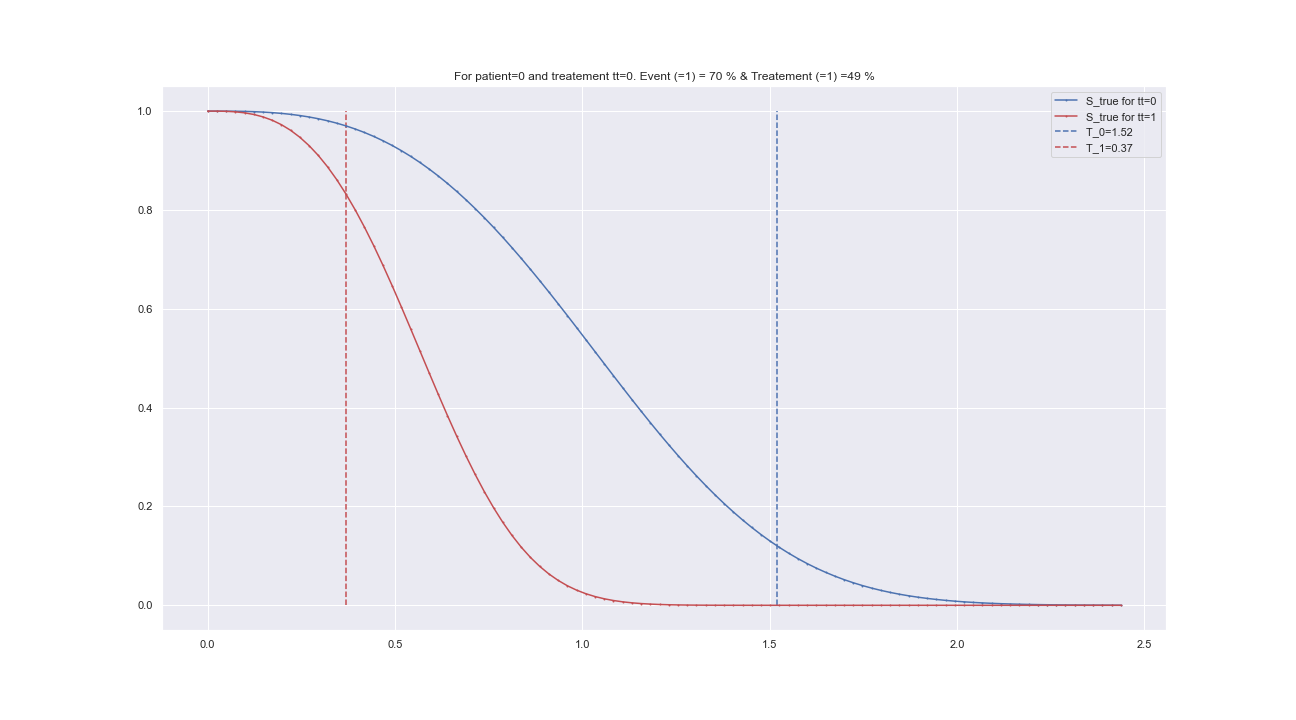 For patient=0 and treatement tt=0. Event (=1) = 70 % & Treatement (=1) =49 %
S_true for tt=0
S_true for tt=1
T_0=1.52
T_1=0.37
1.0
0.8
0.6
0.4
0.2
0.0
0.0 0.5 1.0 1.5 2.0 2.5